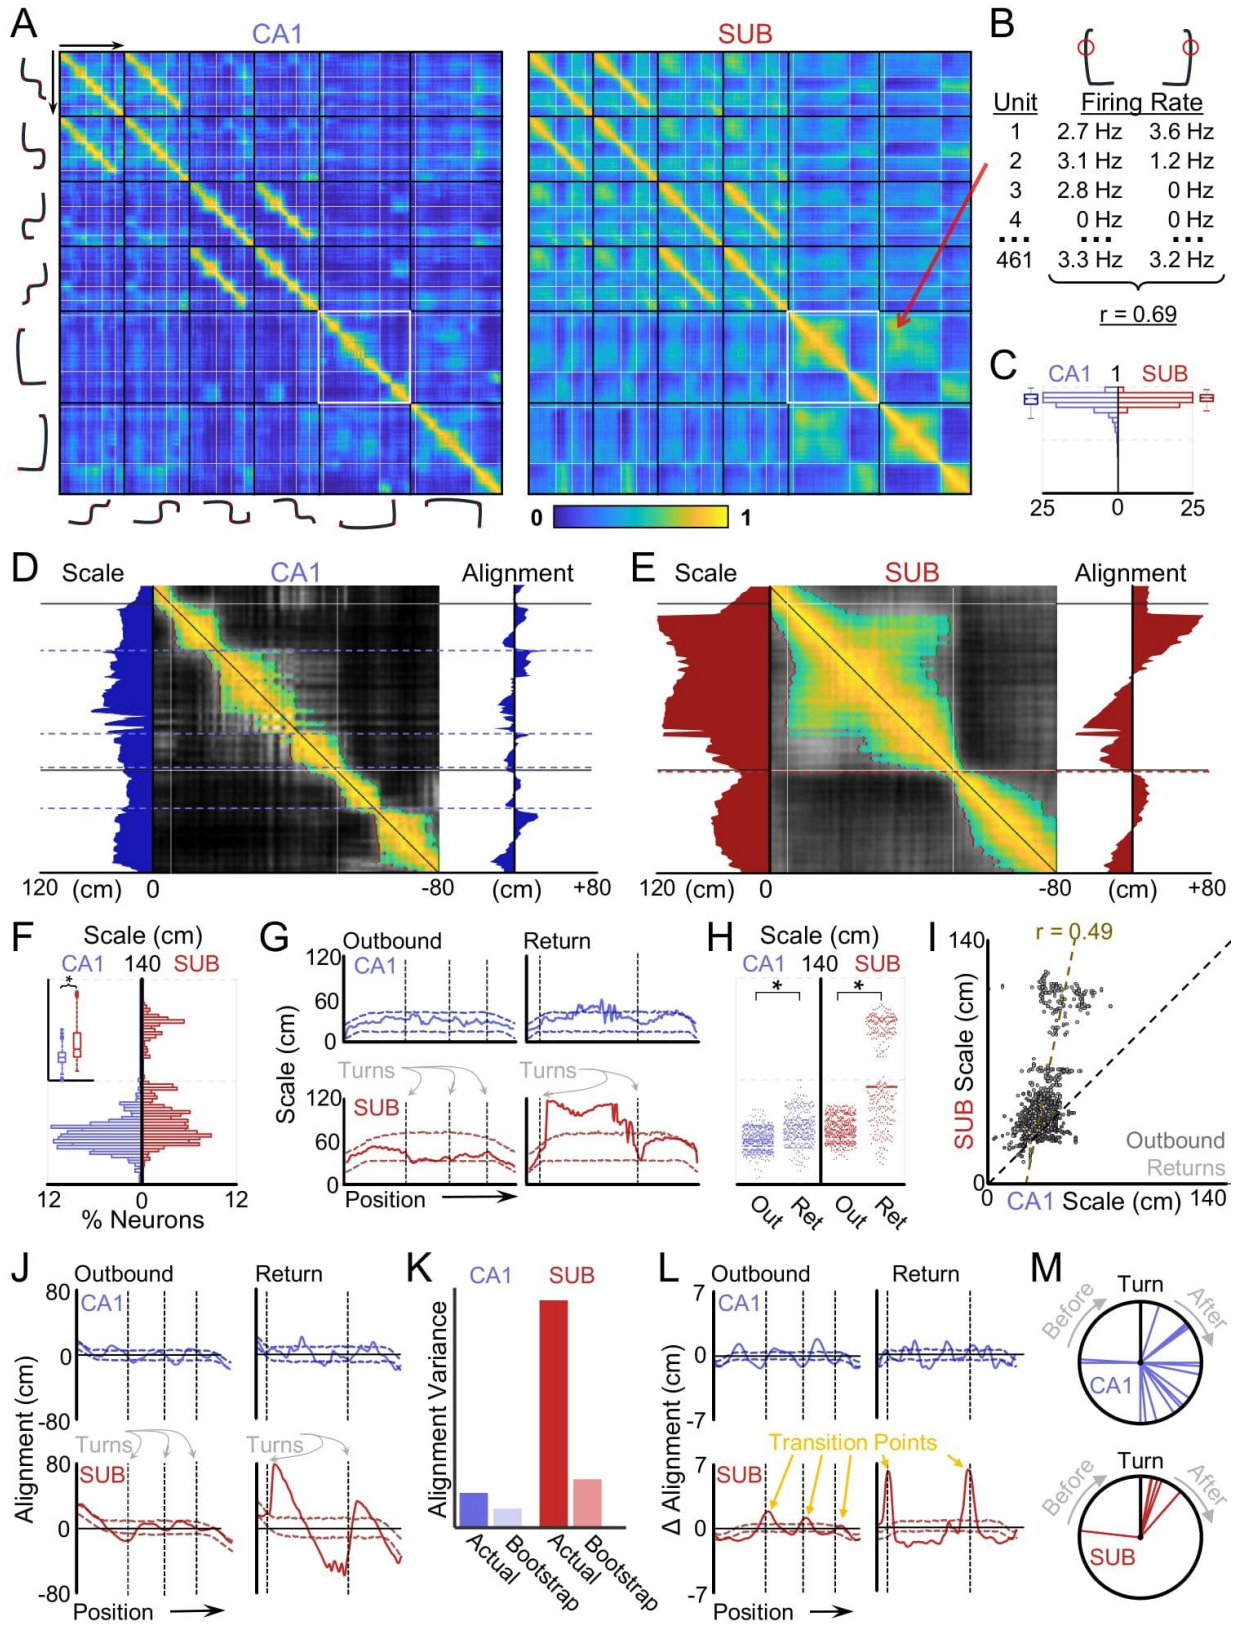 A
CA1
SUB
0
1
B
Unit
Firing Rate
1 2.7 Hz 3.6 Hz
2 3.1 Hz 1.2 Hz
3 2.8 Hz 0 Hz
4 0 Hz 0 Hz
... ... ...
461 3.3 Hz 3.2 Hz
r = 0.69
C
CA1 1 SUB
25 0 25
D
Scale CA1 Alignment
120 (cm) 0 -80 (cm) +80
E
Scale SUB Alignment
120 (cm) 0 -80 (cm) +80
F
Scale (cm)
CA1 140 SUB
*
12 0 12
% Neurons
G
Outbound Return
Scale (cm)
120
CA1
60
0
Turns Turns
120
SUB
60
0
Position
H
Scale (cm)
CA1 140 SUB
* *
Out Ret Out Ret
I
140
r = 0.49
SUB Scale (cm)
Outbound
Returns
0
0 CA1 Scale (cm) 140
J
Outbound Return
Alignment (cm)
80
CA1
0
-80
Turns Turns
80
SUB
0
-80
Position
K
CA1 SUB
Alignment Variance
Actual Bootstrap Actual Bootstrap
L
Outbound Return
Δ Alignment (cm)
7
CA1
0
-7
Transition Points
7
SUB
0
-7
Position
M
Turn
Before After
CA1
Turn
Before After
SUB